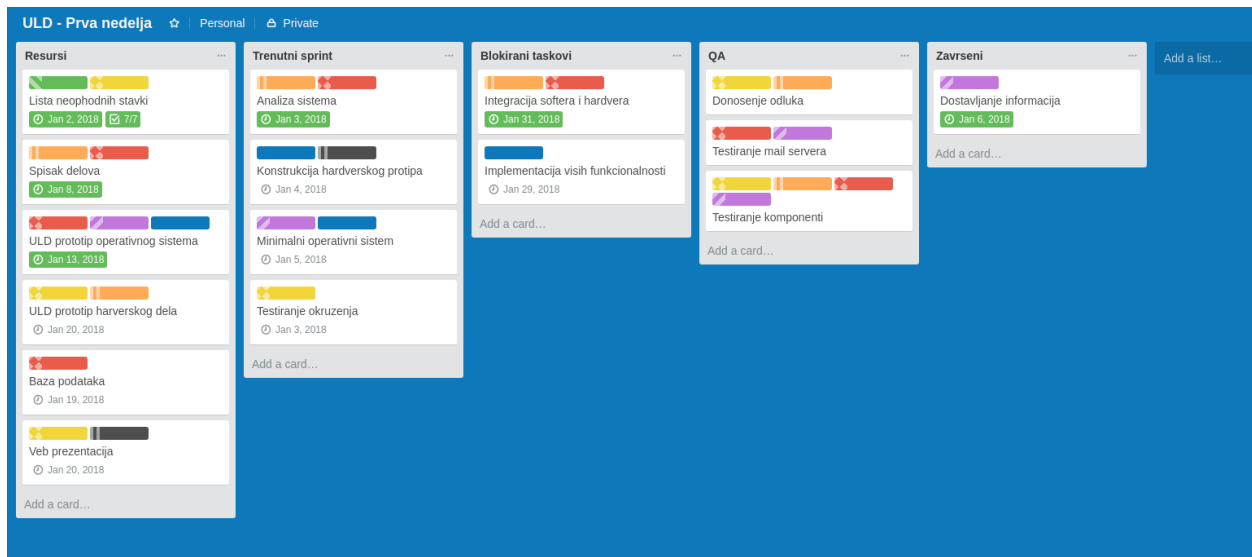 ULD - Prva nedelja Personal Private
Resursi
Lista neophodnih stavki
Jan 2, 2018 7/7
Spisak delova
Jan 8, 2018
ULD prototip operativnog sistema
Jan 13, 2018
ULD prototip harverskog dela
Jan 20, 2018
Baza podataka
Jan 19, 2018
Veb prezentacija
Jan 20, 2018
Add a card…
Trenutni sprint
Analiza sistema
Jan 3, 2018
Konstrukcija hardverskog protipa
Jan 4, 2018
Minimalni operativni sistem
Jan 5, 2018
Testiranje okruzenja
Jan 3, 2018
Add a card…
Blokirani taskovi
Integracija softera i hardvera
Jan 31, 2018
Implementacija visih funkcionalnosti
Jan 29, 2018
Add a card…
QA
Donosenje odluka
Testiranje mail servera
Testiranje komponenti
Add a card…
Zavrseni
Dostavljanje informacija
Jan 6, 2018
Add a card…
Add a list…